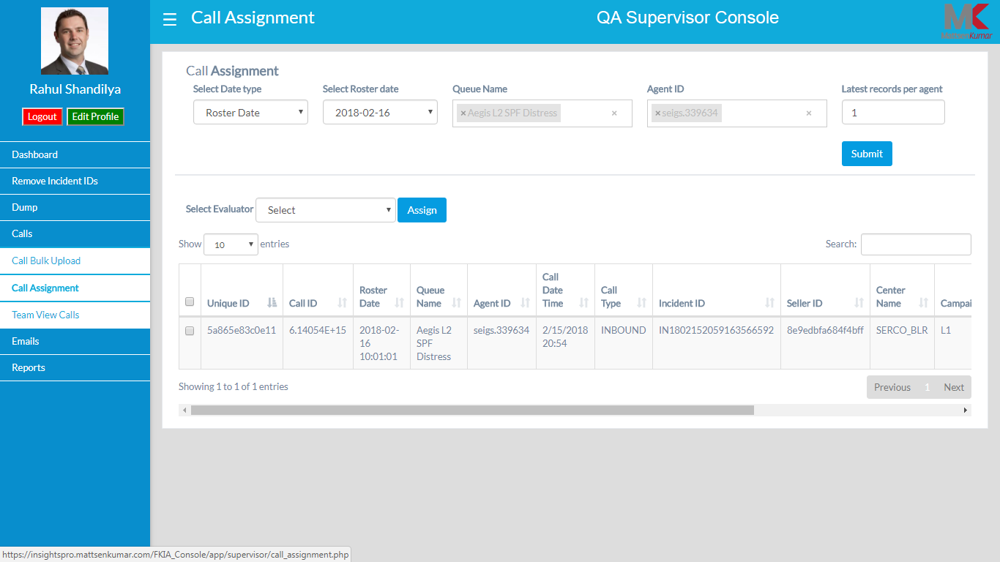 Call Assignment
QA Supervisor Console
MK
MattsenKumar
Rahul Shandilya
Logout
Edit Profile
Dashboard
Remove Incident IDs
Dump
Calls
Call Bulk Upload
Call Assignment
Team View Calls
Emails
Reports
Call Assignment
Select Date type
Select Roster date
Queue Name
Agent ID
Latest records per agent
Roster Date
2018-02-16
×Aegis L2 SPF Distress ×
×seigs.339634 ×
1
Submit
Select Evaluator
Select
Assign
Show 10 entries
Search:
Unique ID
Call ID
Roster
Date
Queue
Name
Agent ID
Call
Date
Time
Call
Type
Incident ID
Seller ID
Center
Name
Campai
5a865e83c0e11
6.14054E+15
2018-02-
16
10:01:01
Aegis L2
SPF
Distress
seigs.339634
2/15/2018
20:54
INBOUND
IN1802152059163566592
8e9edbfa684f4bff
SERCO_BLR
L1
Showing 1 to 1 of 1 entries
Previous 1 Next
https://insightspro.mattsenkumar.com/FKIA_Console/app/supervisor/call_assignment.php